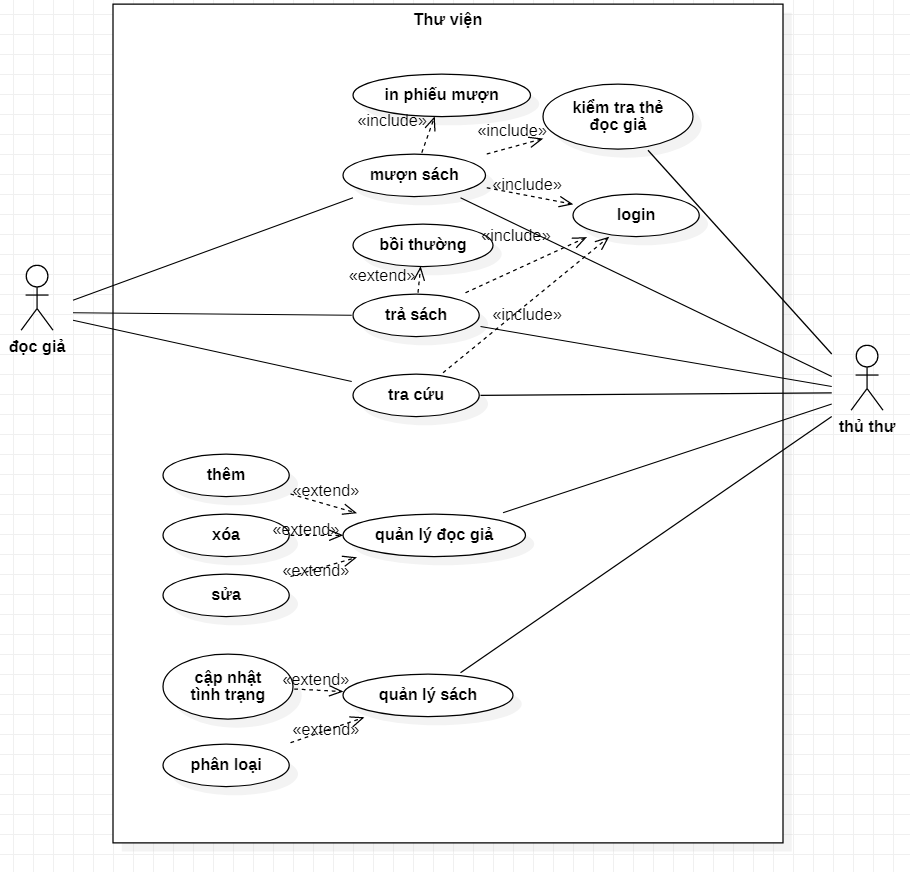 Thư viện
in phiếu mượn
kiểm tra thẻ
đọc giả
«include»
«include»
mượn sách
«include»
login
bồi thường
«include»
«extend»
trả sách
«include»
đọc giả
tra cứu
thủ thư
thêm
«extend»
xóa
«extend»
quản lý đọc giả
«extend»
sửa
cập nhật
tình trạng
«extend»
quản lý sách
«extend»
phân loại